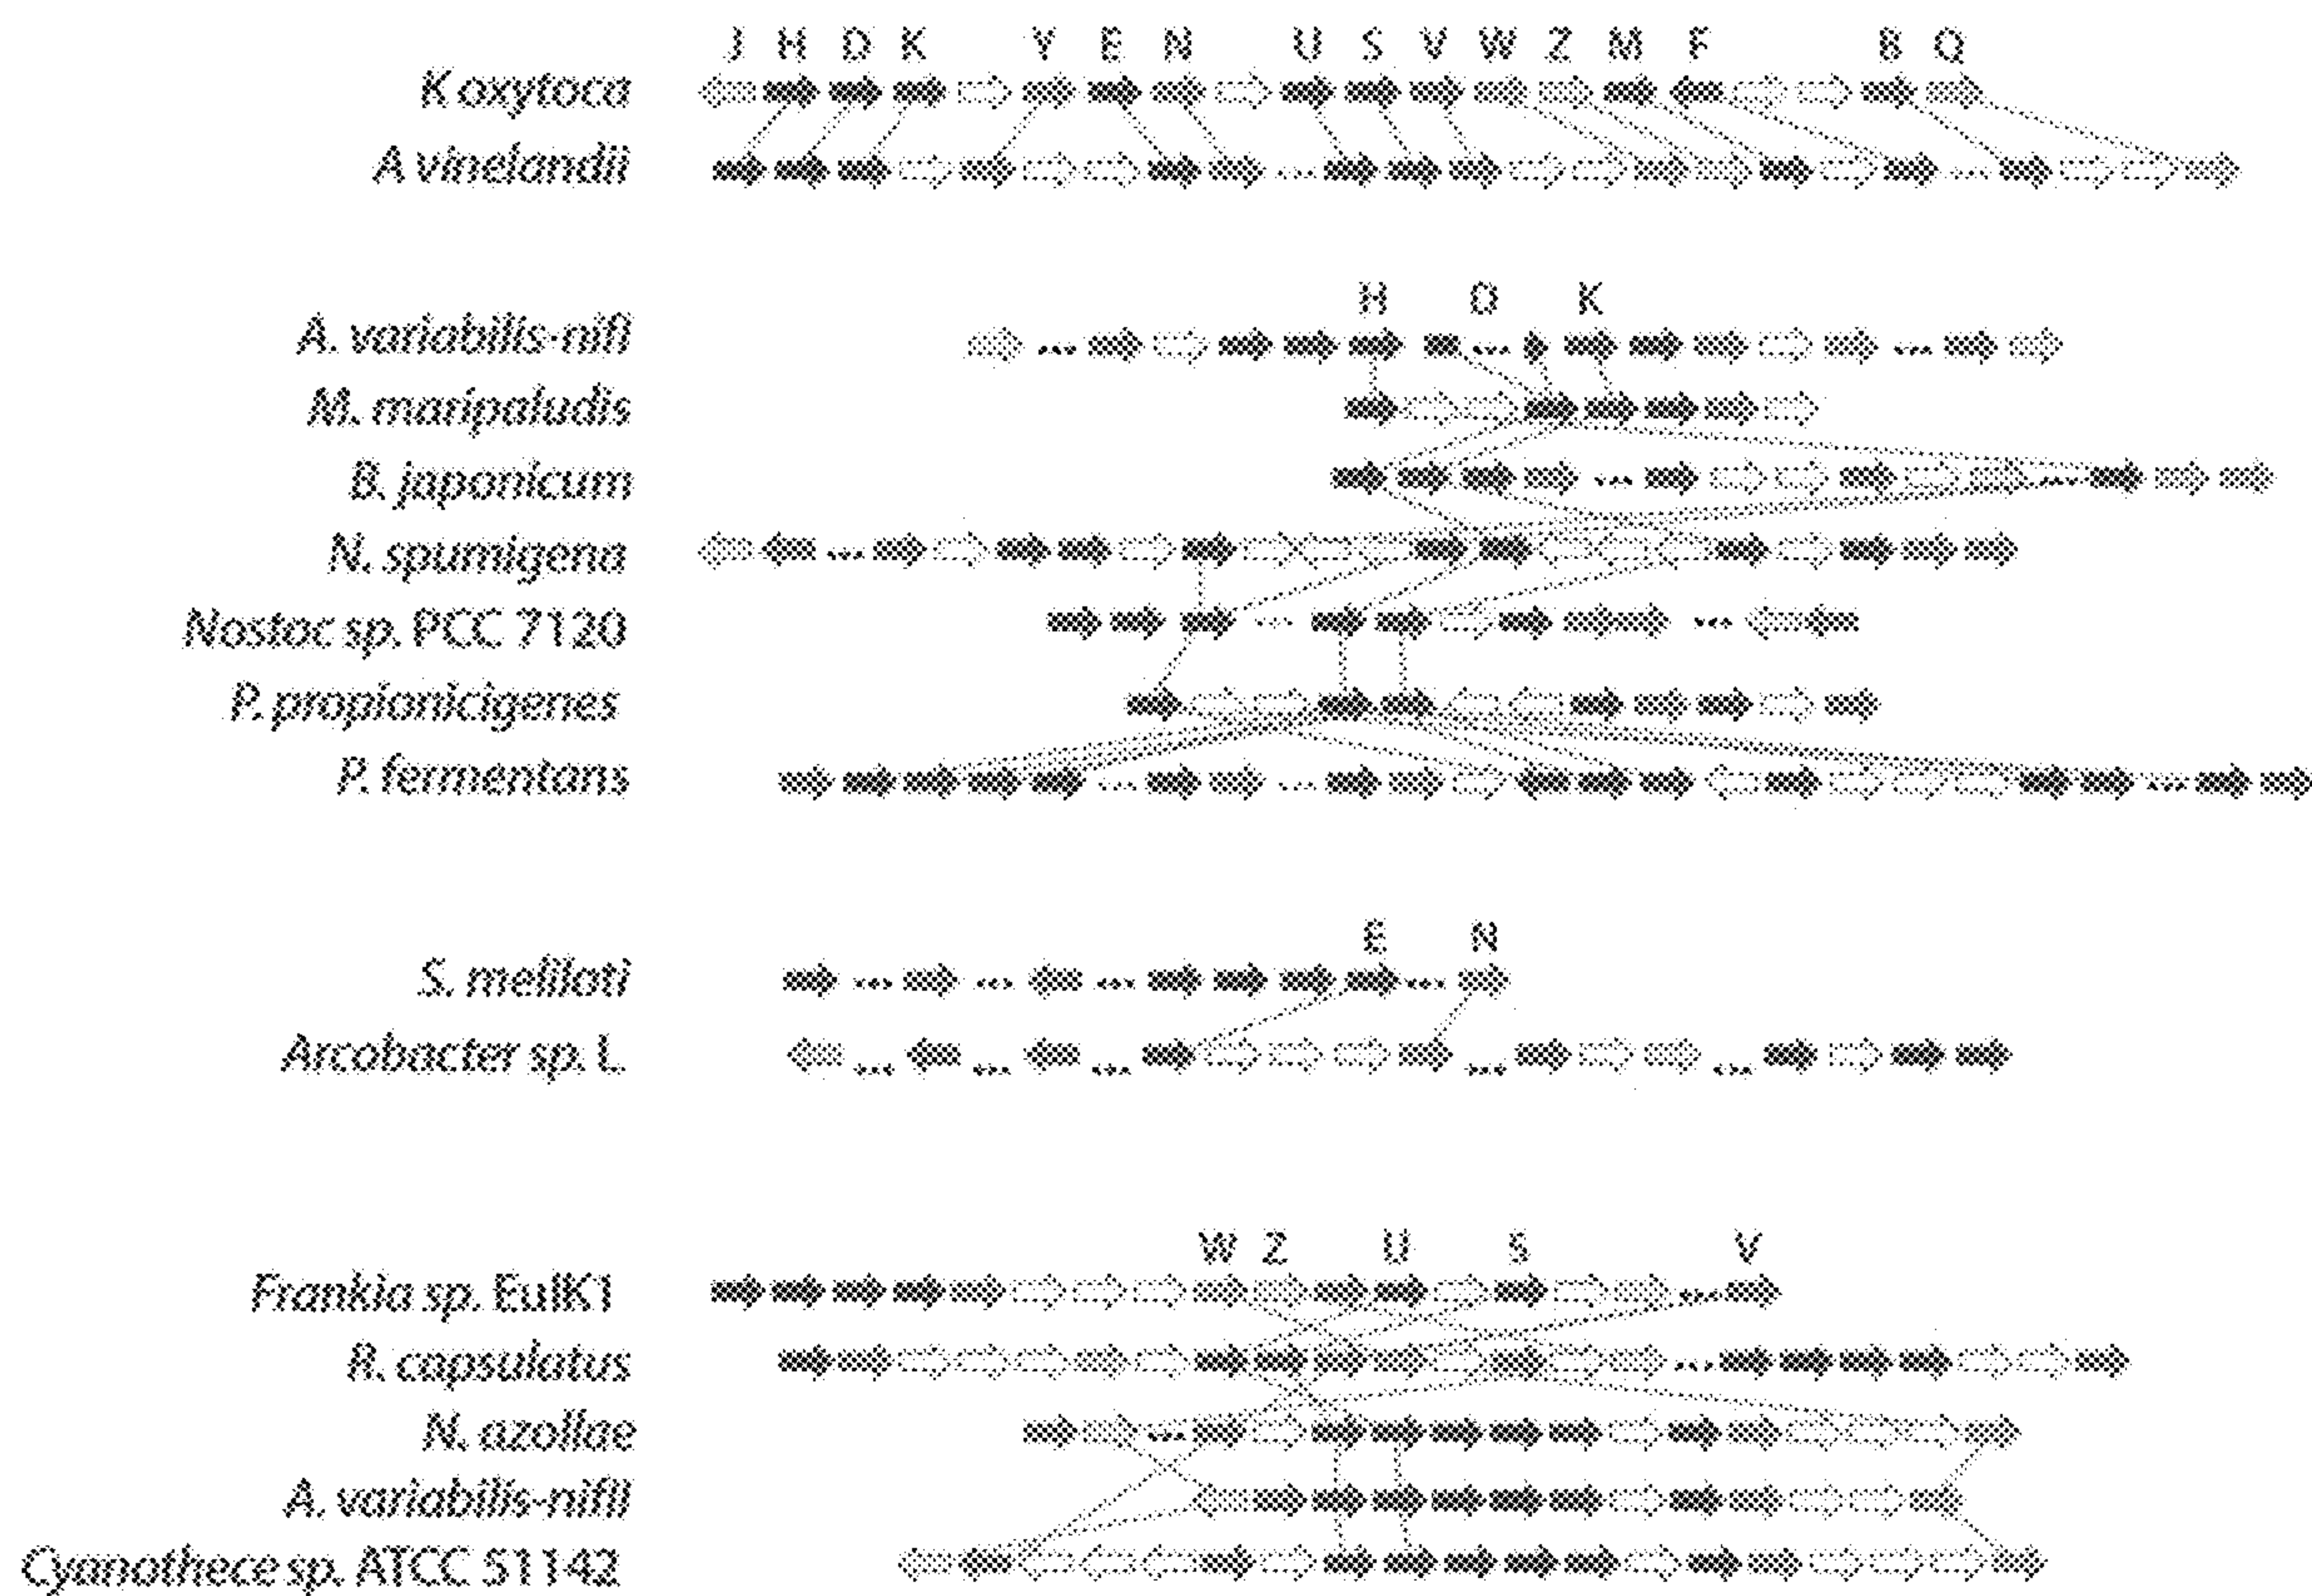 J H D K Y E N U S V W Z M F B Q
K oxytoca
A vinelandii
H D K
A. variabilis-nifI
M. maripaludis
B. japonicum
N. spumigena
Nostoc sp. PCC 7120
P. propionicigenes
P. fermentans
E N
S. meliloti
Arcobacter sp. L
W Z U S V
Frankia sp. EuIK1
R. capsulatus
N. azollae
A. variabilis-nifII
Cyanothece sp. ATCC 51142